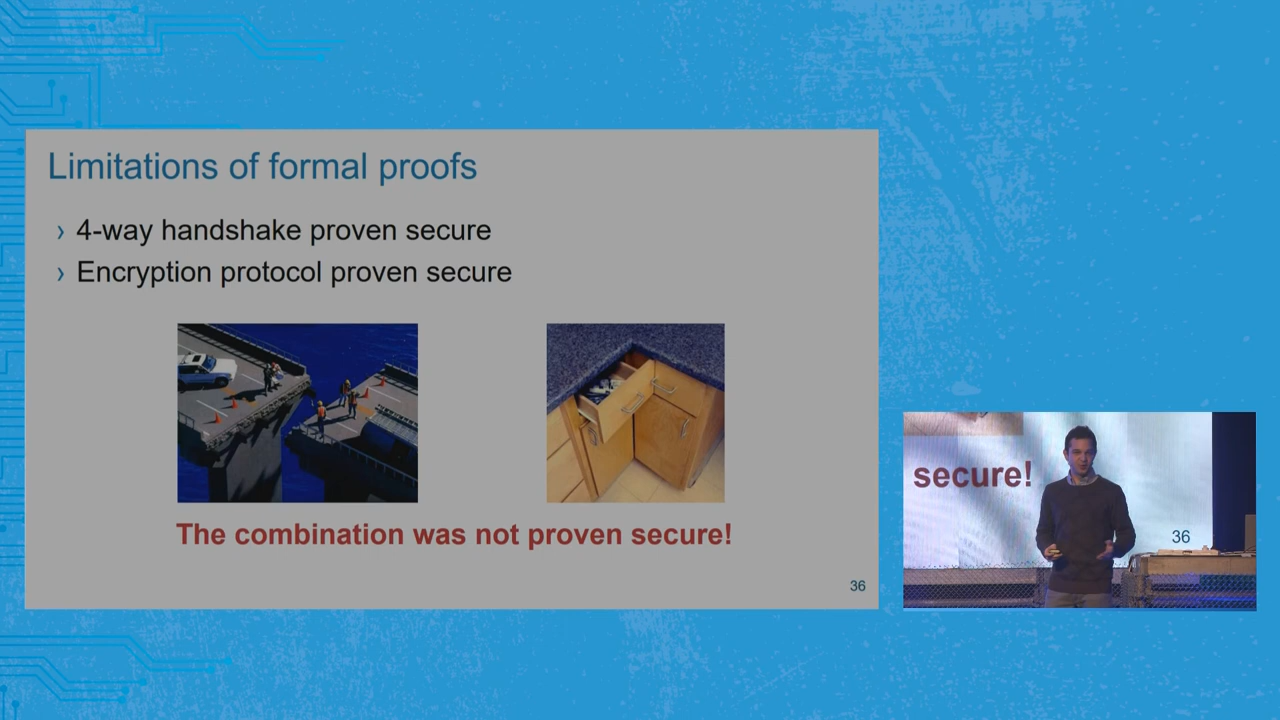 Limitations of formal proofs
› 4-way handshake proven secure
› Encryption protocol proven secure
The combination was not proven secure!
36
secure!
36